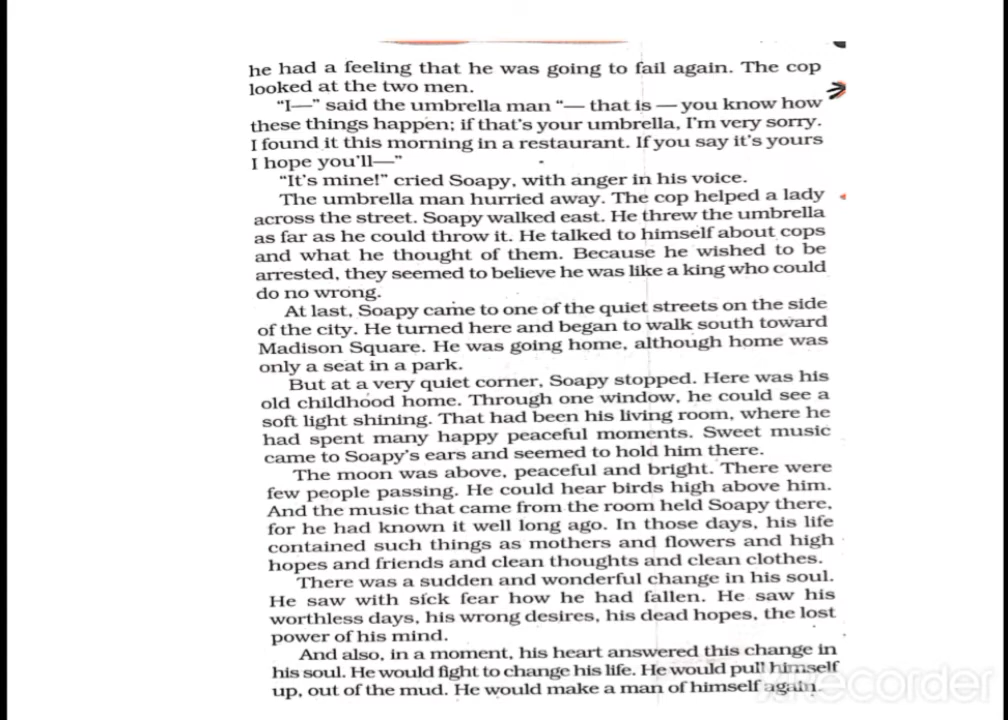 he had a feeling that he was going to fail again. The cop
looked at the two men.
"I—" said the umbrella man "— that is — you know how
these things happen; if that's your umbrella, I'm very sorry.
I found it this morning in a restaurant. If you say it's yours
I hope you'll—"
"It's mine!" cried Soapy, with anger in his voice.
The umbrella man hurried away. The cop helped a lady
across the street. Soapy walked east. He threw the umbrella
as far as he could throw it. He talked to himself about cops
and what he thought of them. Because he wished to be
arrested, they seemed to believe he was like a king who could
do no wrong.
At last, Soapy came to one of the quiet streets on the side
of the city. He turned here and began to walk south toward
Madison Square. He was going home, although home was
only a seat in a park.
But at a very quiet corner, Soapy stopped. Here was his
old childhood home. Through one window, he could see a
soft light shining. That had been his living room, where he
had spent many happy peaceful moments. Sweet music
came to Soapy's ears and seemed to hold him there.
The moon was above, peaceful and bright. There were
few people passing. He could hear birds high above him.
And the music that came from the room held Soapy there,
for he had known it well long ago. In those days, his life
contained such things as mothers and flowers and high
hopes and friends and clean thoughts and clean clothes.
There was a sudden and wonderful change in his soul.
He saw with sick fear how he had fallen. He saw his
worthless days, his wrong desires, his dead hopes, the lost
power of his mind.
And also, in a moment, his heart answered this change in
his soul. He would fight to change his life. He would pull himself
up, out of the mud. He would make a man of himself again.